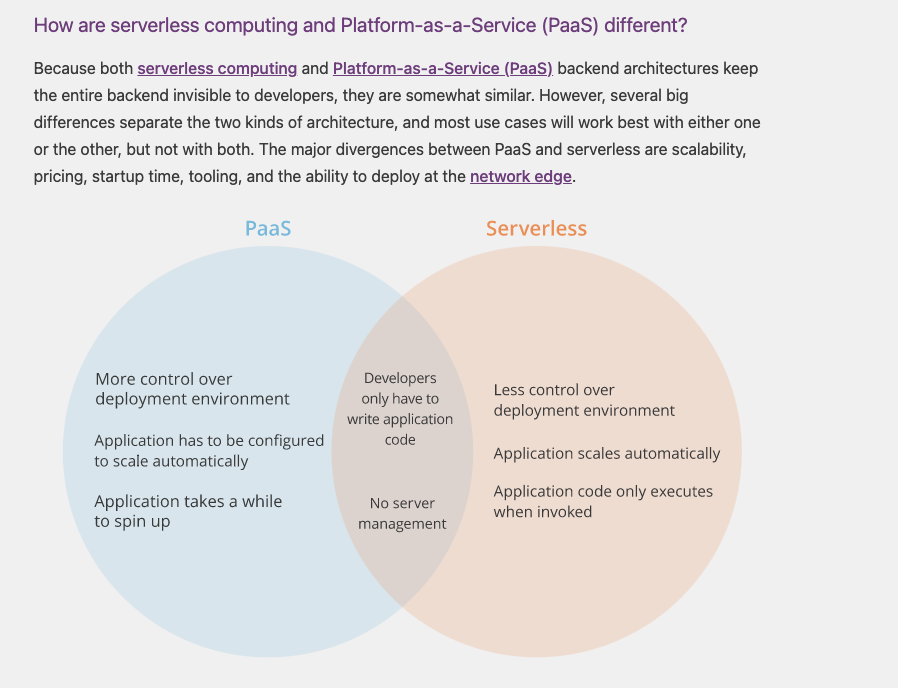 How are serverless computing and Platform-as-a-Service (PaaS) different?
Because both serverless computing and Platform-as-a-Service (PaaS) backend architectures keep
the entire backend invisible to developers, they are somewhat similar. However, several big
differences separate the two kinds of architecture, and most use cases will work best with either one
or the other, but not with both. The major divergences between PaaS and serverless are scalability,
pricing, startup time, tooling, and the ability to deploy at the network edge.
PaaS
Serverless
More control over
deployment environment
Application has to be configured
to scale automatically
Application takes a while
to spin up
Developers
only have to
write application
code
No server
management
Less control over
deployment environment
Application scales automatically
Application code only executes
when invoked